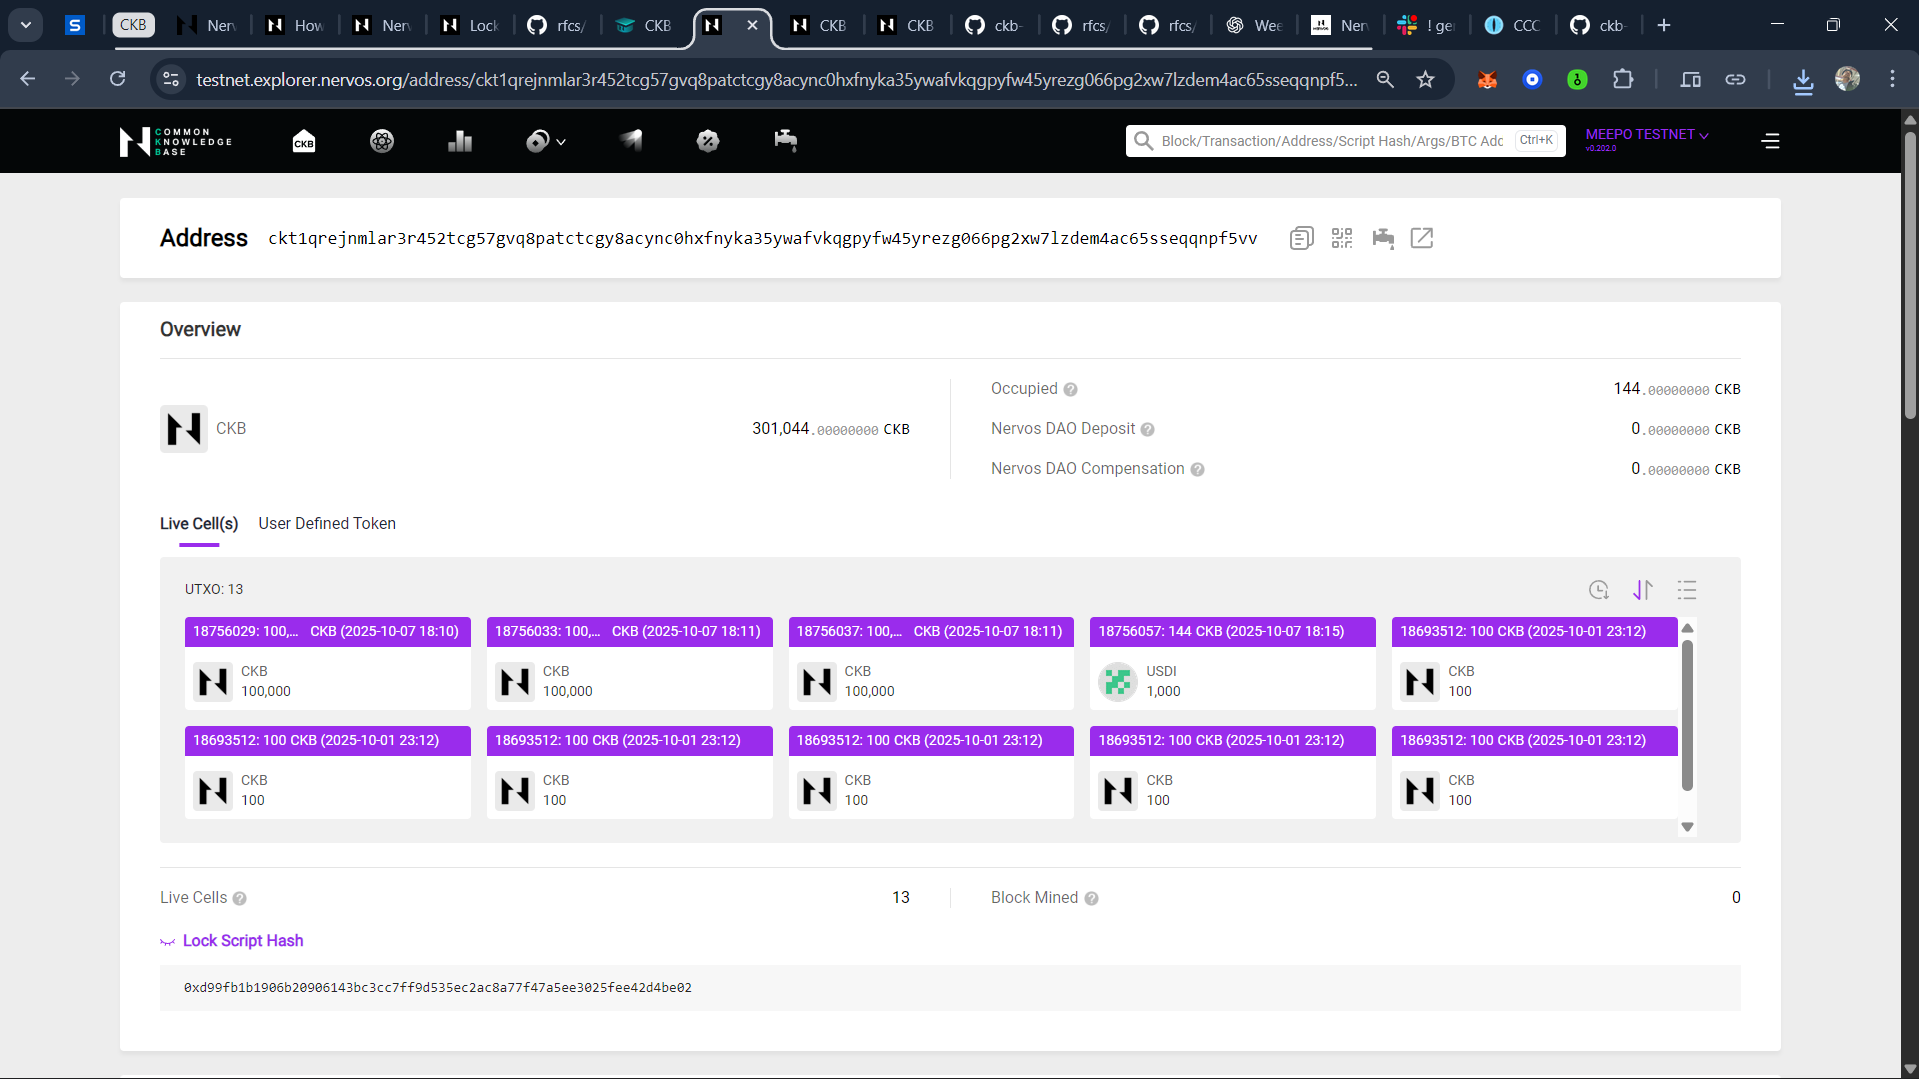 CKB
Nerv
How
Nerv
Lock
rfcs/
CKB
CKB
CKB
ckb-
rfcs/
rfcs/
Wee
Nerv
! ge
CCC
ckb-
testnet.explorer.nervos.org/address/ckt1qrejnmlar3r452tcg57gvq8patctcgy8acync0hxfnyka35ywafvkqgpyfw45yrezg066pg2xw7lzdem4ac65sseqqnpf5...
COMMON KNOWLEDGE BASE
CKB
Block/Transaction/Address/Script Hash/Args/BTC Add
Ctrl+K
MEEPO TESTNET
v0.202.0
Address ckt1qrejnmlar3r452tcg57gvq8patctcgy8acync0hxfnyka35ywafvkqgpyfw45yrezg066pg2xw7lzdem4ac65sseqqnpf5vv
Overview
CKB 301,044.00000000 CKB
Occupied ? 144.00000000 CKB
Nervos DAO Deposit ? 0.00000000 CKB
Nervos DAO Compensation ? 0.00000000 CKB
Live Cell(s) User Defined Token
UTXO: 13
18756029: 100,... CKB (2025-10-07 18:10)
CKB
100,000
18756033: 100,... CKB (2025-10-07 18:11)
CKB
100,000
18756037: 100,... CKB (2025-10-07 18:11)
CKB
100,000
18756057: 144 CKB (2025-10-07 18:15)
USDI
1,000
18693512: 100 CKB (2025-10-01 23:12)
CKB
100
18693512: 100 CKB (2025-10-01 23:12)
CKB
100
18693512: 100 CKB (2025-10-01 23:12)
CKB
100
18693512: 100 CKB (2025-10-01 23:12)
CKB
100
18693512: 100 CKB (2025-10-01 23:12)
CKB
100
18693512: 100 CKB (2025-10-01 23:12)
CKB
100
Live Cells ? 13
Block Mined ? 0
Lock Script Hash
0xd99fb1b1906b20906143bc3cc7ff9d535ec2ac8a77f47a5ee3025fee42d4be02